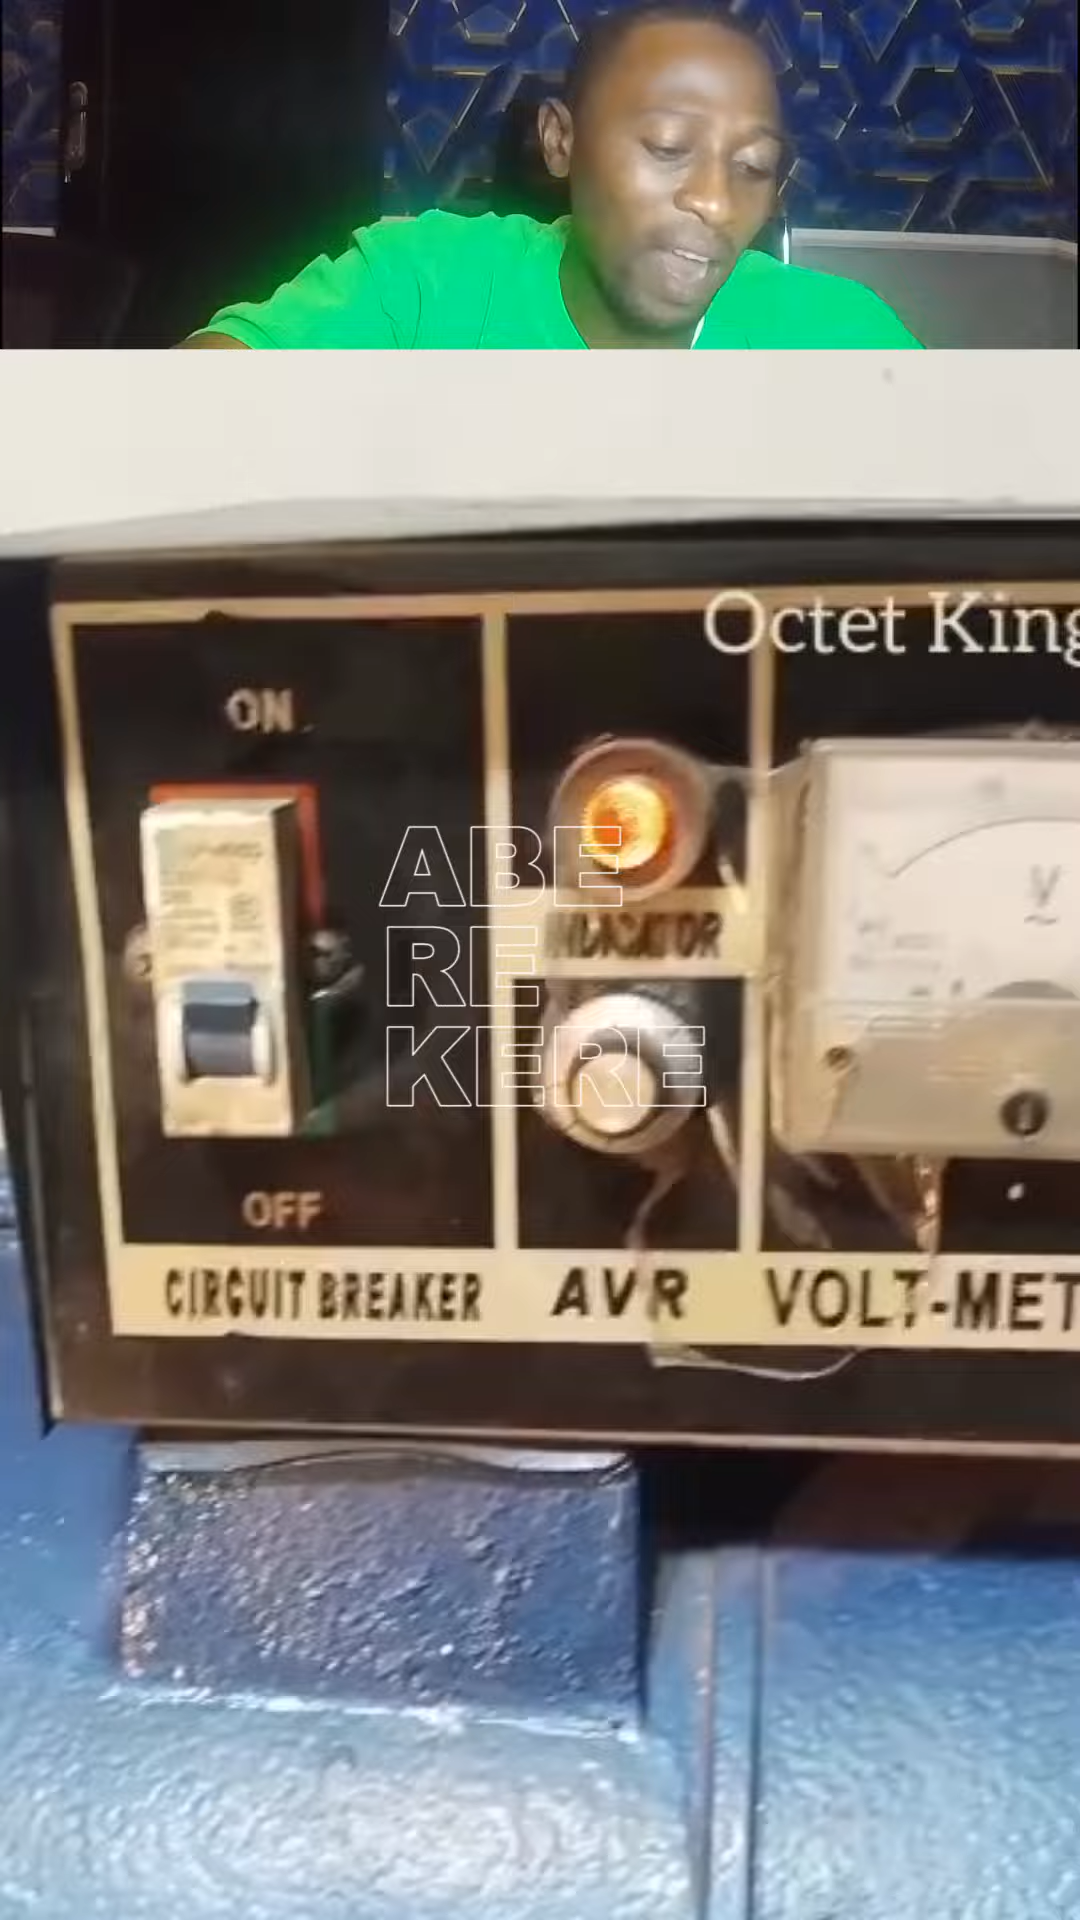 Octet King
ON
ABE
RE
KERE
INDICATOR
V
OFF
CIRCUIT BREAKER
AVR
VOLT-MET